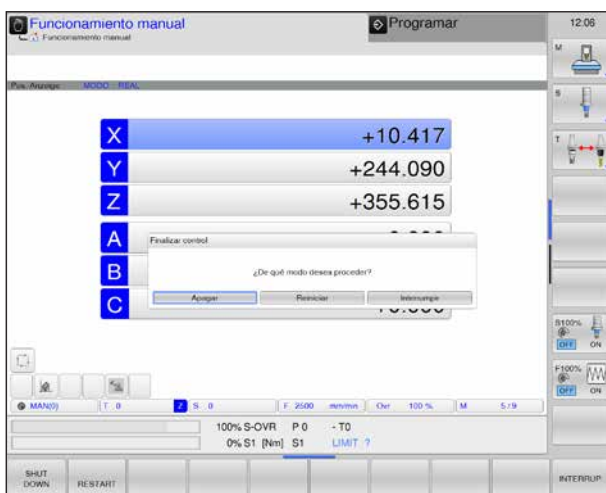 Funcionamiento manual
Programar
12:06
Funcionamiento manual
M
Pos.-Anzeige MODO: REAL
S
X +10.417
T
Y +244.090
Z +355.615
A
Finalizar control
¿De qué modo desea proceder?
B
Apagar Reiniciar Interrumpir
C
S100%
OFF ON
F100%
OFF ON
MAN(0) T 0 Z S 0 F 2500 mm/min Ovr 100 % M 5/9
100% S-OVR P0 -T0
0% S1 [Nm] S1 LIMIT ?
SHUT DOWN
RESTART
INTERRUP